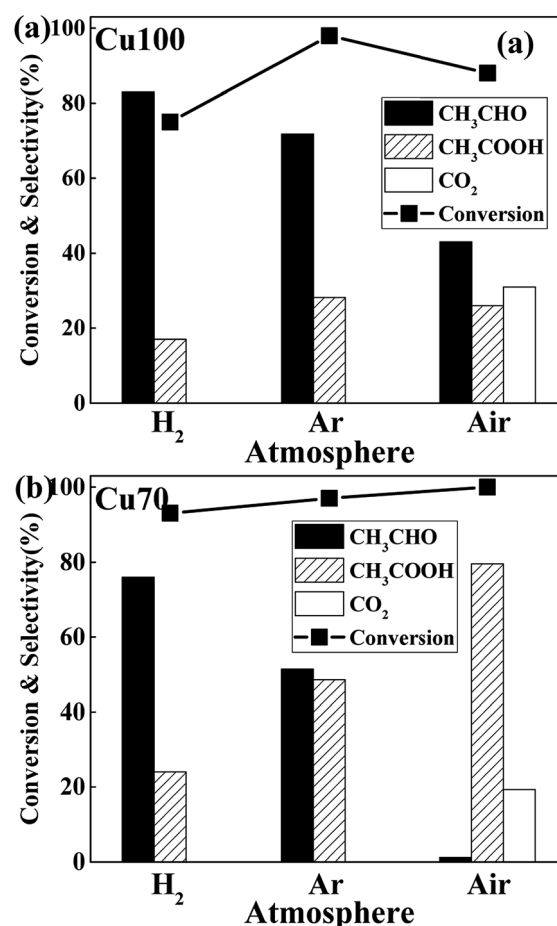 (a) Cu100 (a)
Conversion & Selectivity(%)
100
80
60
40
20
0
CH₃CHO
CH₃COOH
CO₂
Conversion
H₂ Ar Air
Atmosphere
(b) Cu70
Conversion & Selectivity(%)
100
80
60
40
20
0
CH₃CHO
CH₃COOH
CO₂
Conversion
H₂ Ar Air
Atmosphere